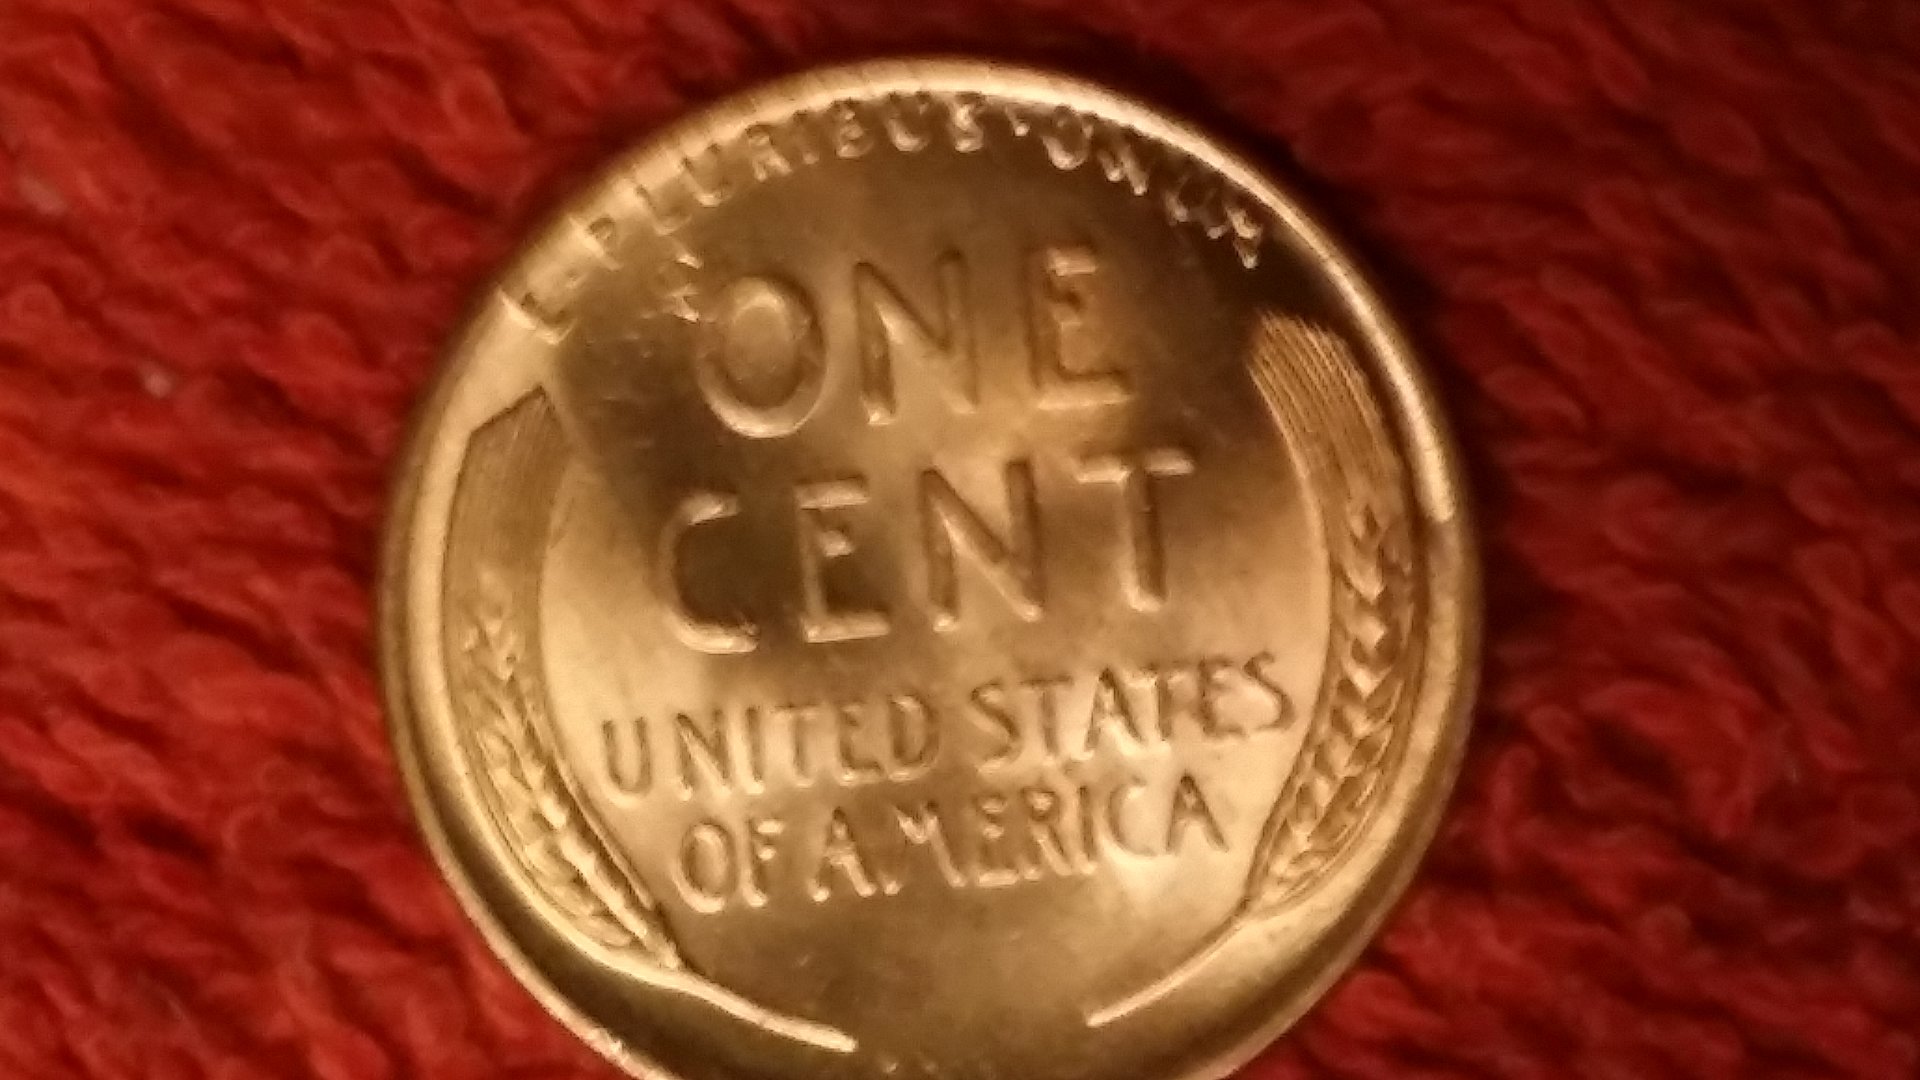 E·PLURIBUS·UNUM
ONE
CENT
UNITED STATES
OF AMERICA